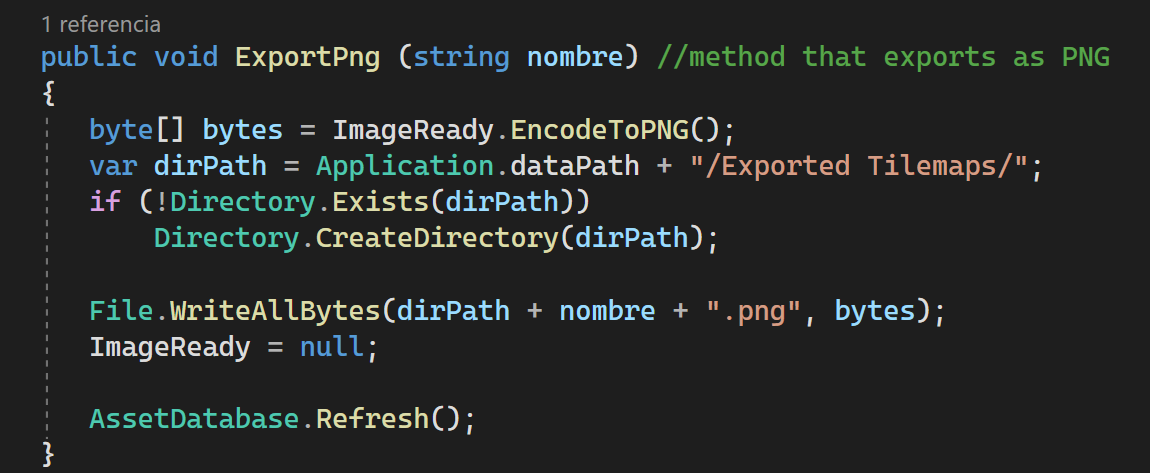 1 referencia
public void ExportPng (string nombre) //method that exports as PNG
{
byte[] bytes = ImageReady.EncodeToPNG();
var dirPath = Application.dataPath + "/Exported Tilemaps/";
if (!Directory.Exists(dirPath))
Directory.CreateDirectory(dirPath);
File.WriteAllBytes(dirPath + nombre + ".png", bytes);
ImageReady = null;
AssetDatabase.Refresh();
}